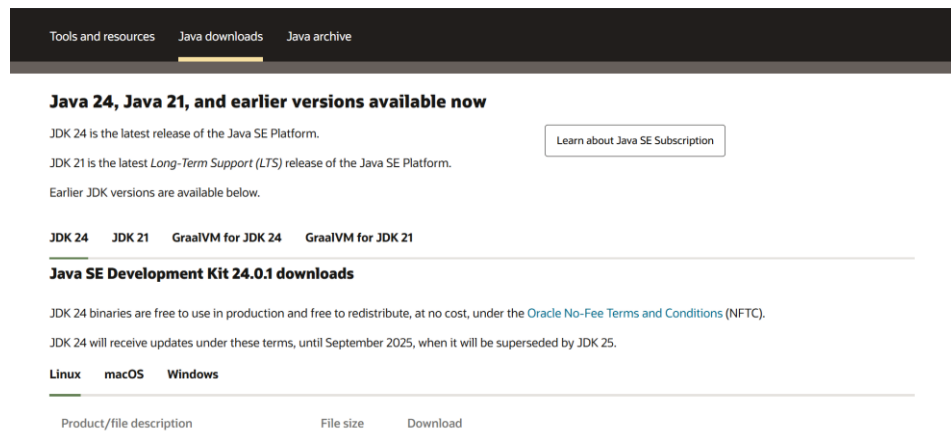 Tools and resources Java downloads Java archive
Java 24, Java 21, and earlier versions available now
JDK 24 is the latest release of the Java SE Platform.
Learn about Java SE Subscription
JDK 21 is the latest Long-Term Support (LTS) release of the Java SE Platform.
Earlier JDK versions are available below.
JDK 24 JDK 21 GraalVM for JDK 24 GraalVM for JDK 21
Java SE Development Kit 24.0.1 downloads
JDK 24 binaries are free to use in production and free to redistribute, at no cost, under the Oracle No-Fee Terms and Conditions (NFTC).
JDK 24 will receive updates under these terms, until September 2025, when it will be superseded by JDK 25.
Linux macOS Windows
Product/file description File size Download